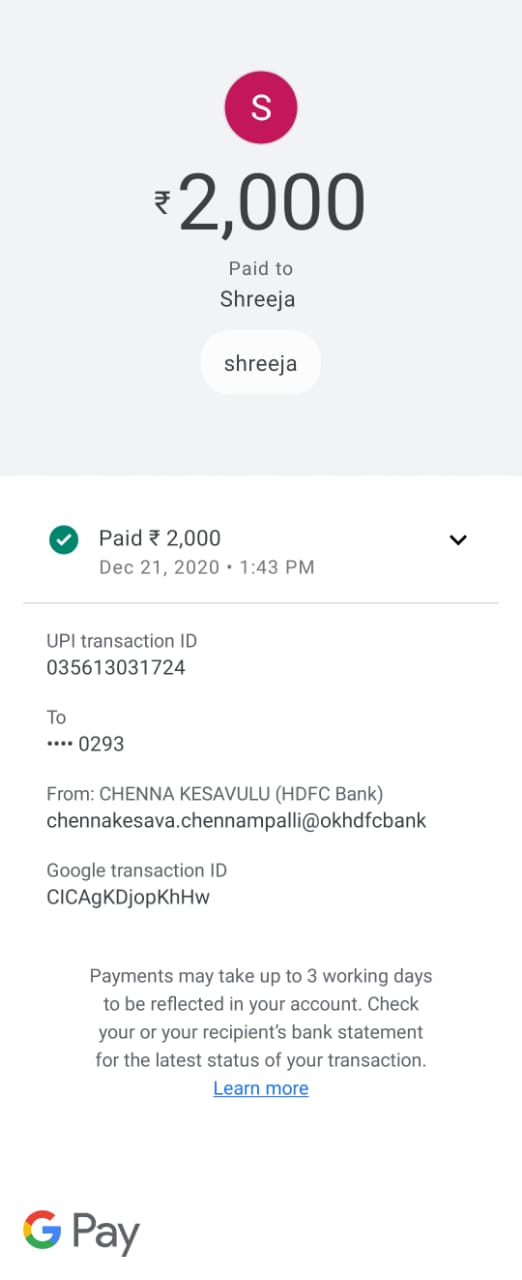 S
₹2,000
Paid to
Shreeja
shreeja
Paid ₹ 2,000
Dec 21, 2020 • 1:43 PM
UPI transaction ID
035613031724
To
•••• 0293
From: CHENNA KESAVULU (HDFC Bank)
chennakesava.chennampalli@okhdfcbank
Google transaction ID
CICAgKDjopKhHw
Payments may take up to 3 working days
to be reflected in your account. Check
your or your recipient's bank statement
for the latest status of your transaction.
Learn more
G Pay